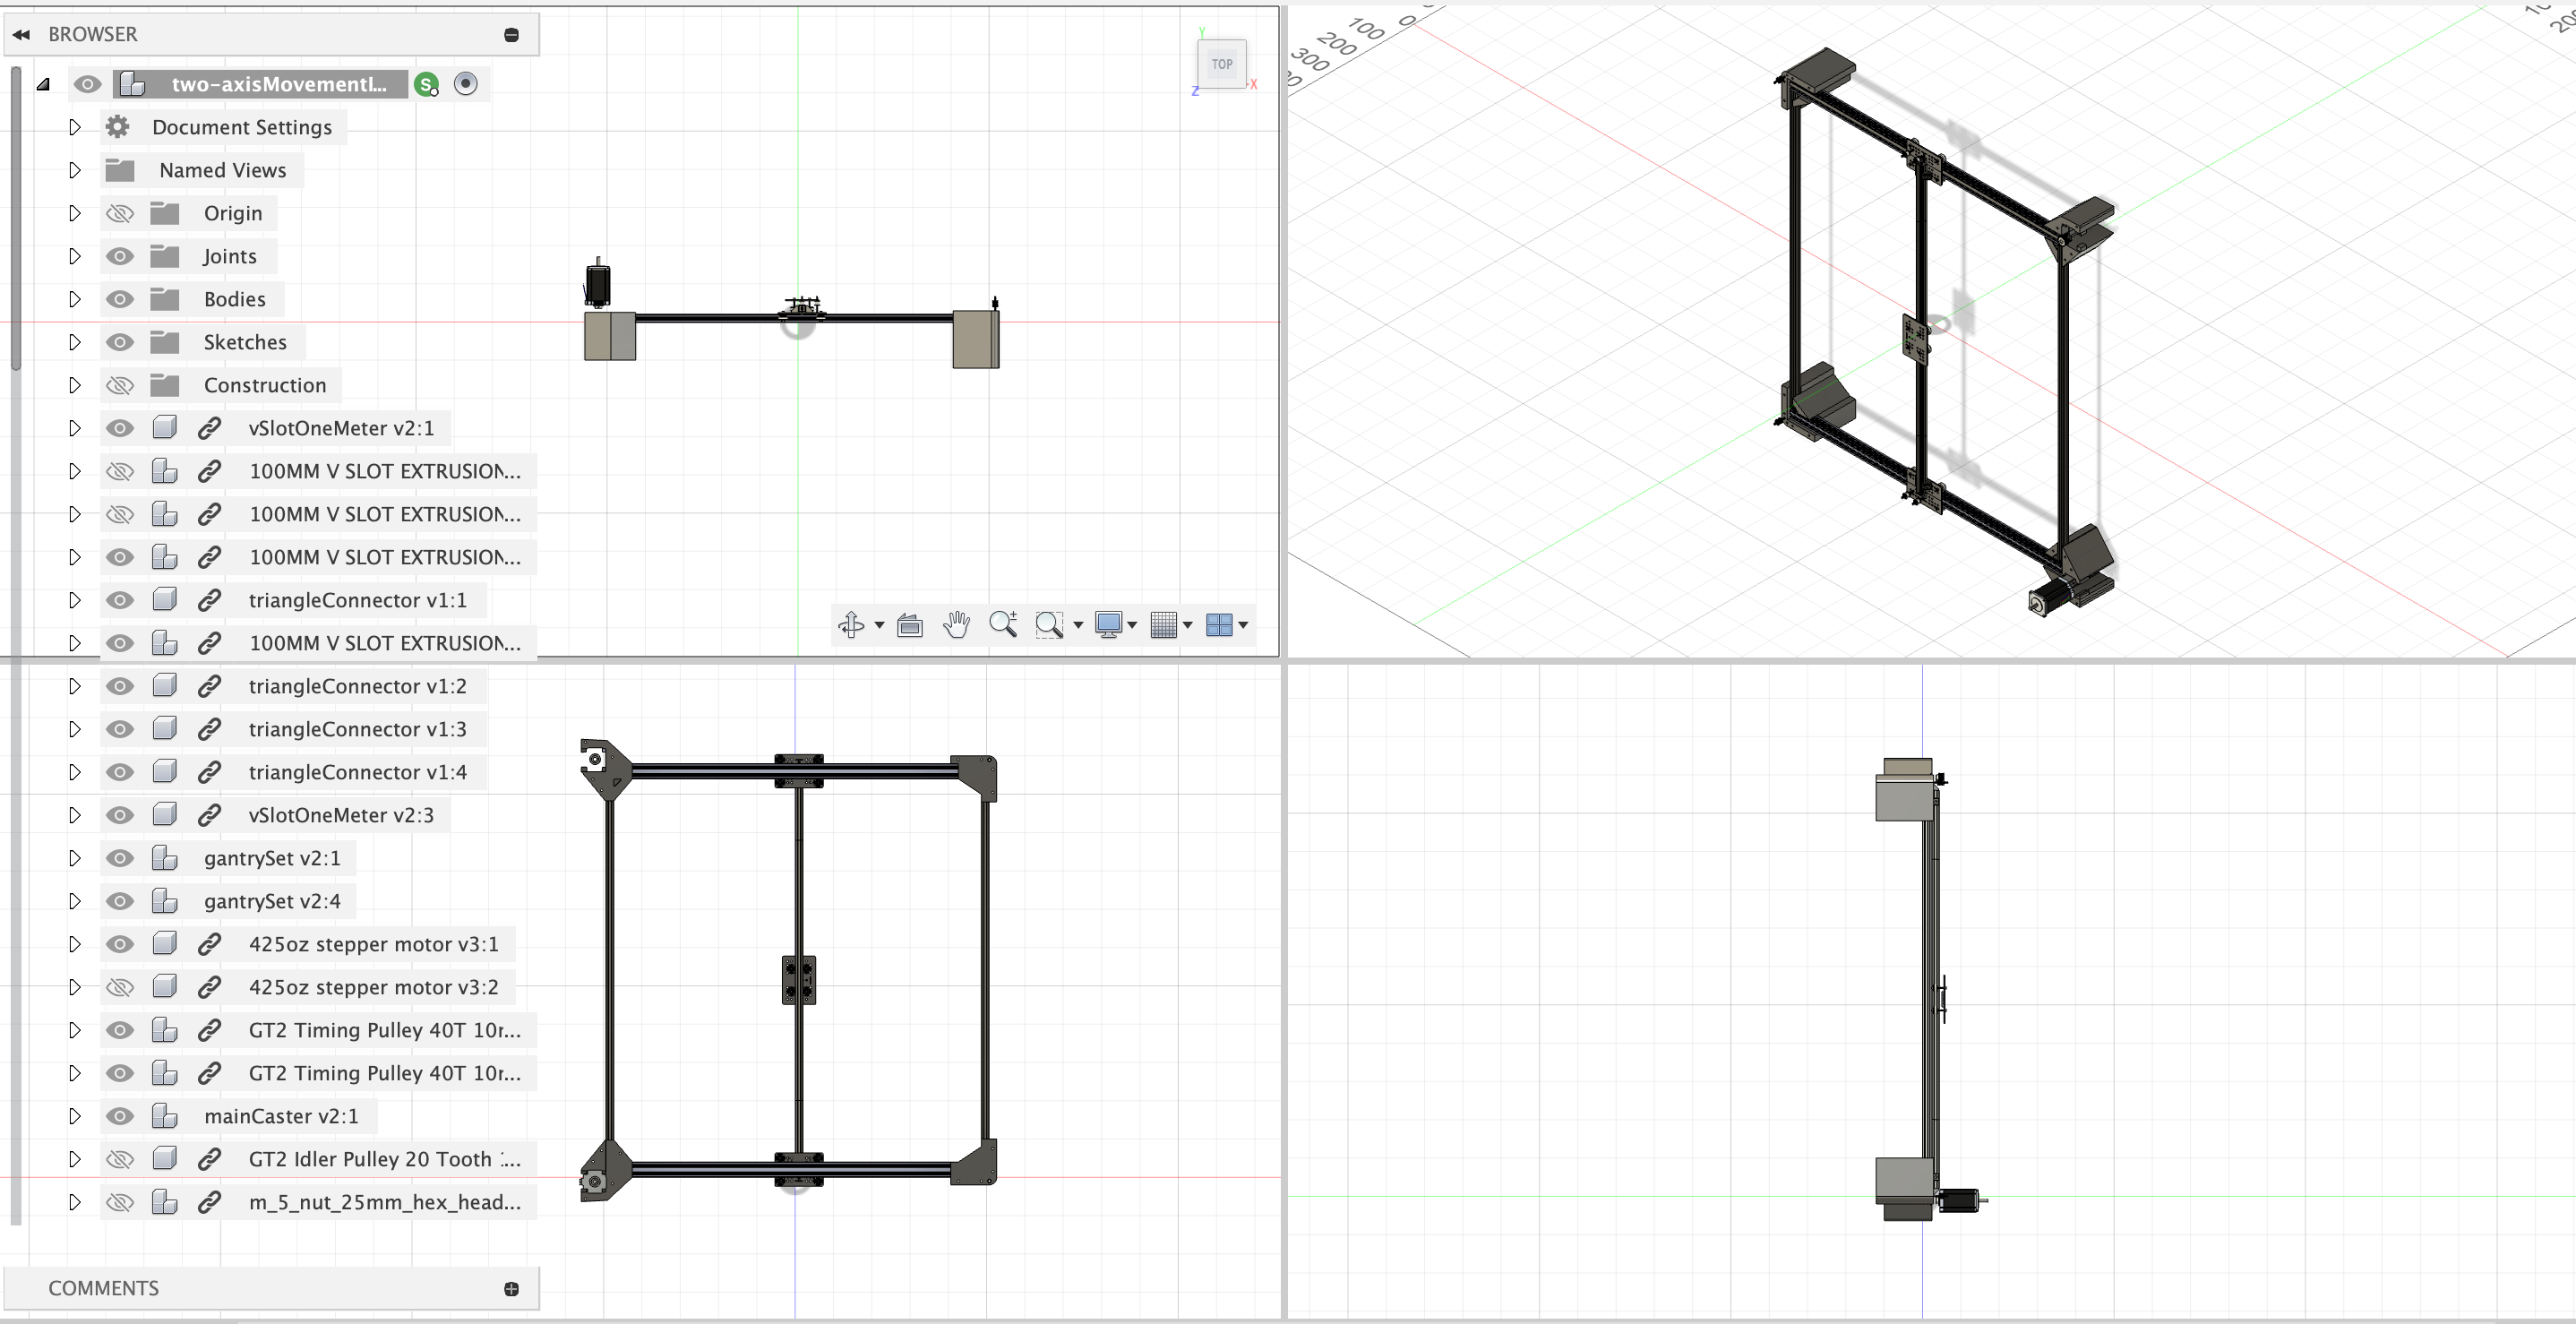 BROWSER
two-axisMovementI...
S
Document Settings
Named Views
Origin
Joints
Bodies
Sketches
Construction
vSlotOneMeter v2:1
100MM V SLOT EXTRUSION...
100MM V SLOT EXTRUSION...
100MM V SLOT EXTRUSION...
triangleConnector v1:1
100MM V SLOT EXTRUSION...
triangleConnector v1:2
triangleConnector v1:3
triangleConnector v1:4
vSlotOneMeter v2:3
gantrySet v2:1
gantrySet v2:4
425oz stepper motor v3:1
425oz stepper motor v3:2
GT2 Timing Pulley 40T 10r...
GT2 Timing Pulley 40T 10r...
mainCaster v2:1
GT2 Idler Pulley 20 Tooth :...
m_5_nut_25mm_hex_head...
COMMENTS
Y
TOP
X
Z
0
100
200
300